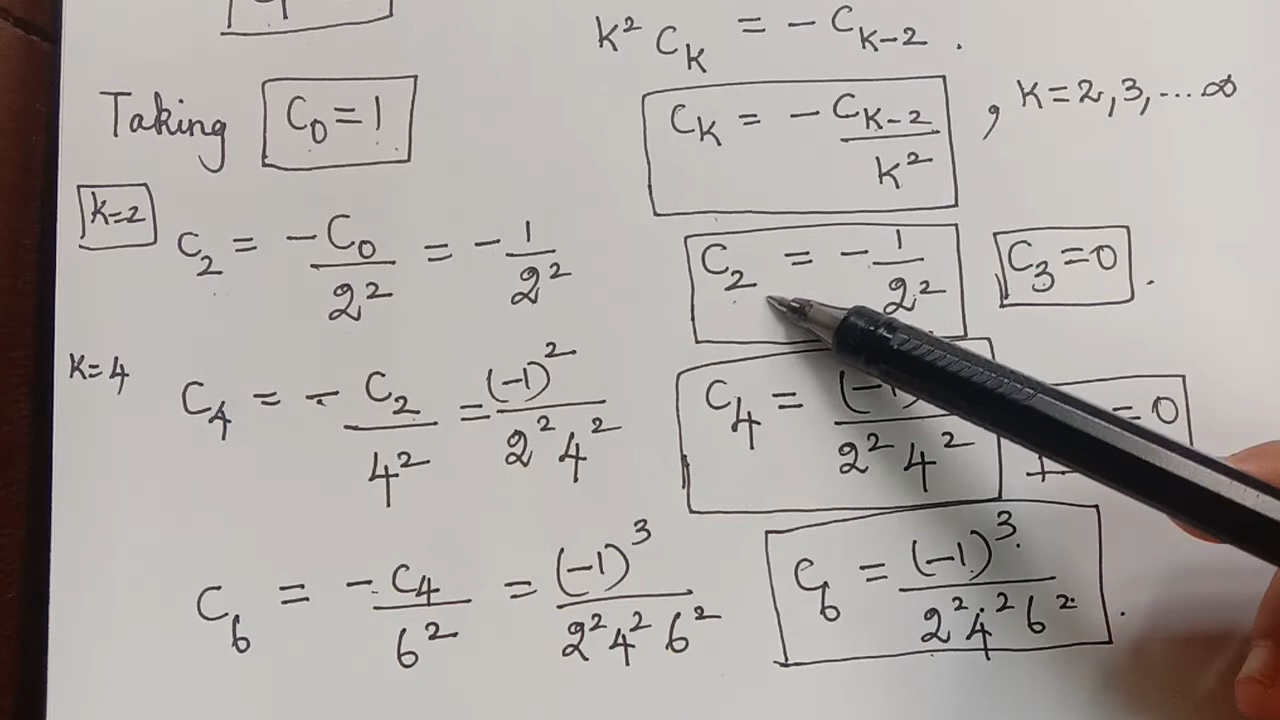 k² C_k = - C_{k-2} .
Taking C₀ = 1
C_k = - C_{k-2} / k² , k = 2, 3, ... ∞
k=2
C₂ = -C₀ / 2² = - 1 / 2²
C₂ = - 1 / 2²
C₃ = 0 .
k=4
C₄ = - C₂ / 4² = (-1)² / 2² 4²
C₄ = (-1) / 2² 4²
= 0
C₆ = - C₄ / 6² = (-1)³ / 2² 4² 6²
C₆ = (-1)³ / 2² 4² 6² .